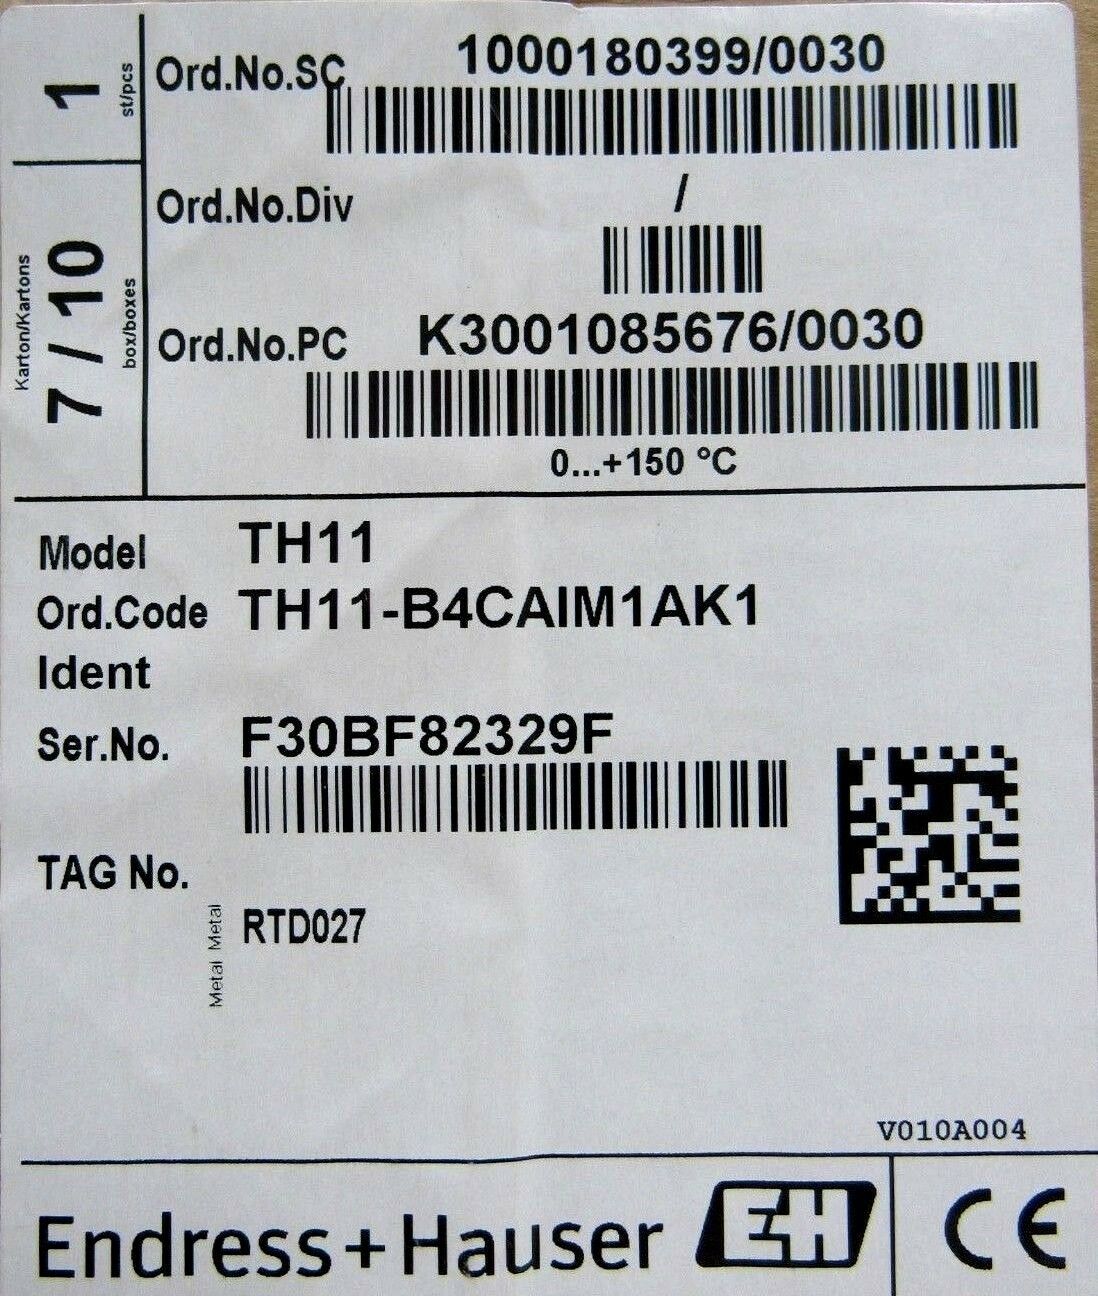 1
st/pcs
Karton/Kartons
7 / 10
box/boxes
Ord.No.SC 1000180399/0030
Ord.No.Div /
Ord.No.PC K3001085676/0030
0...+150 °C
Model TH11
Ord.Code TH11-B4CAIM1AK1
Ident
Ser.No. F30BF82329F
TAG No.
Metal Metal
RTD027
V010A004
Endress+Hauser EH CE